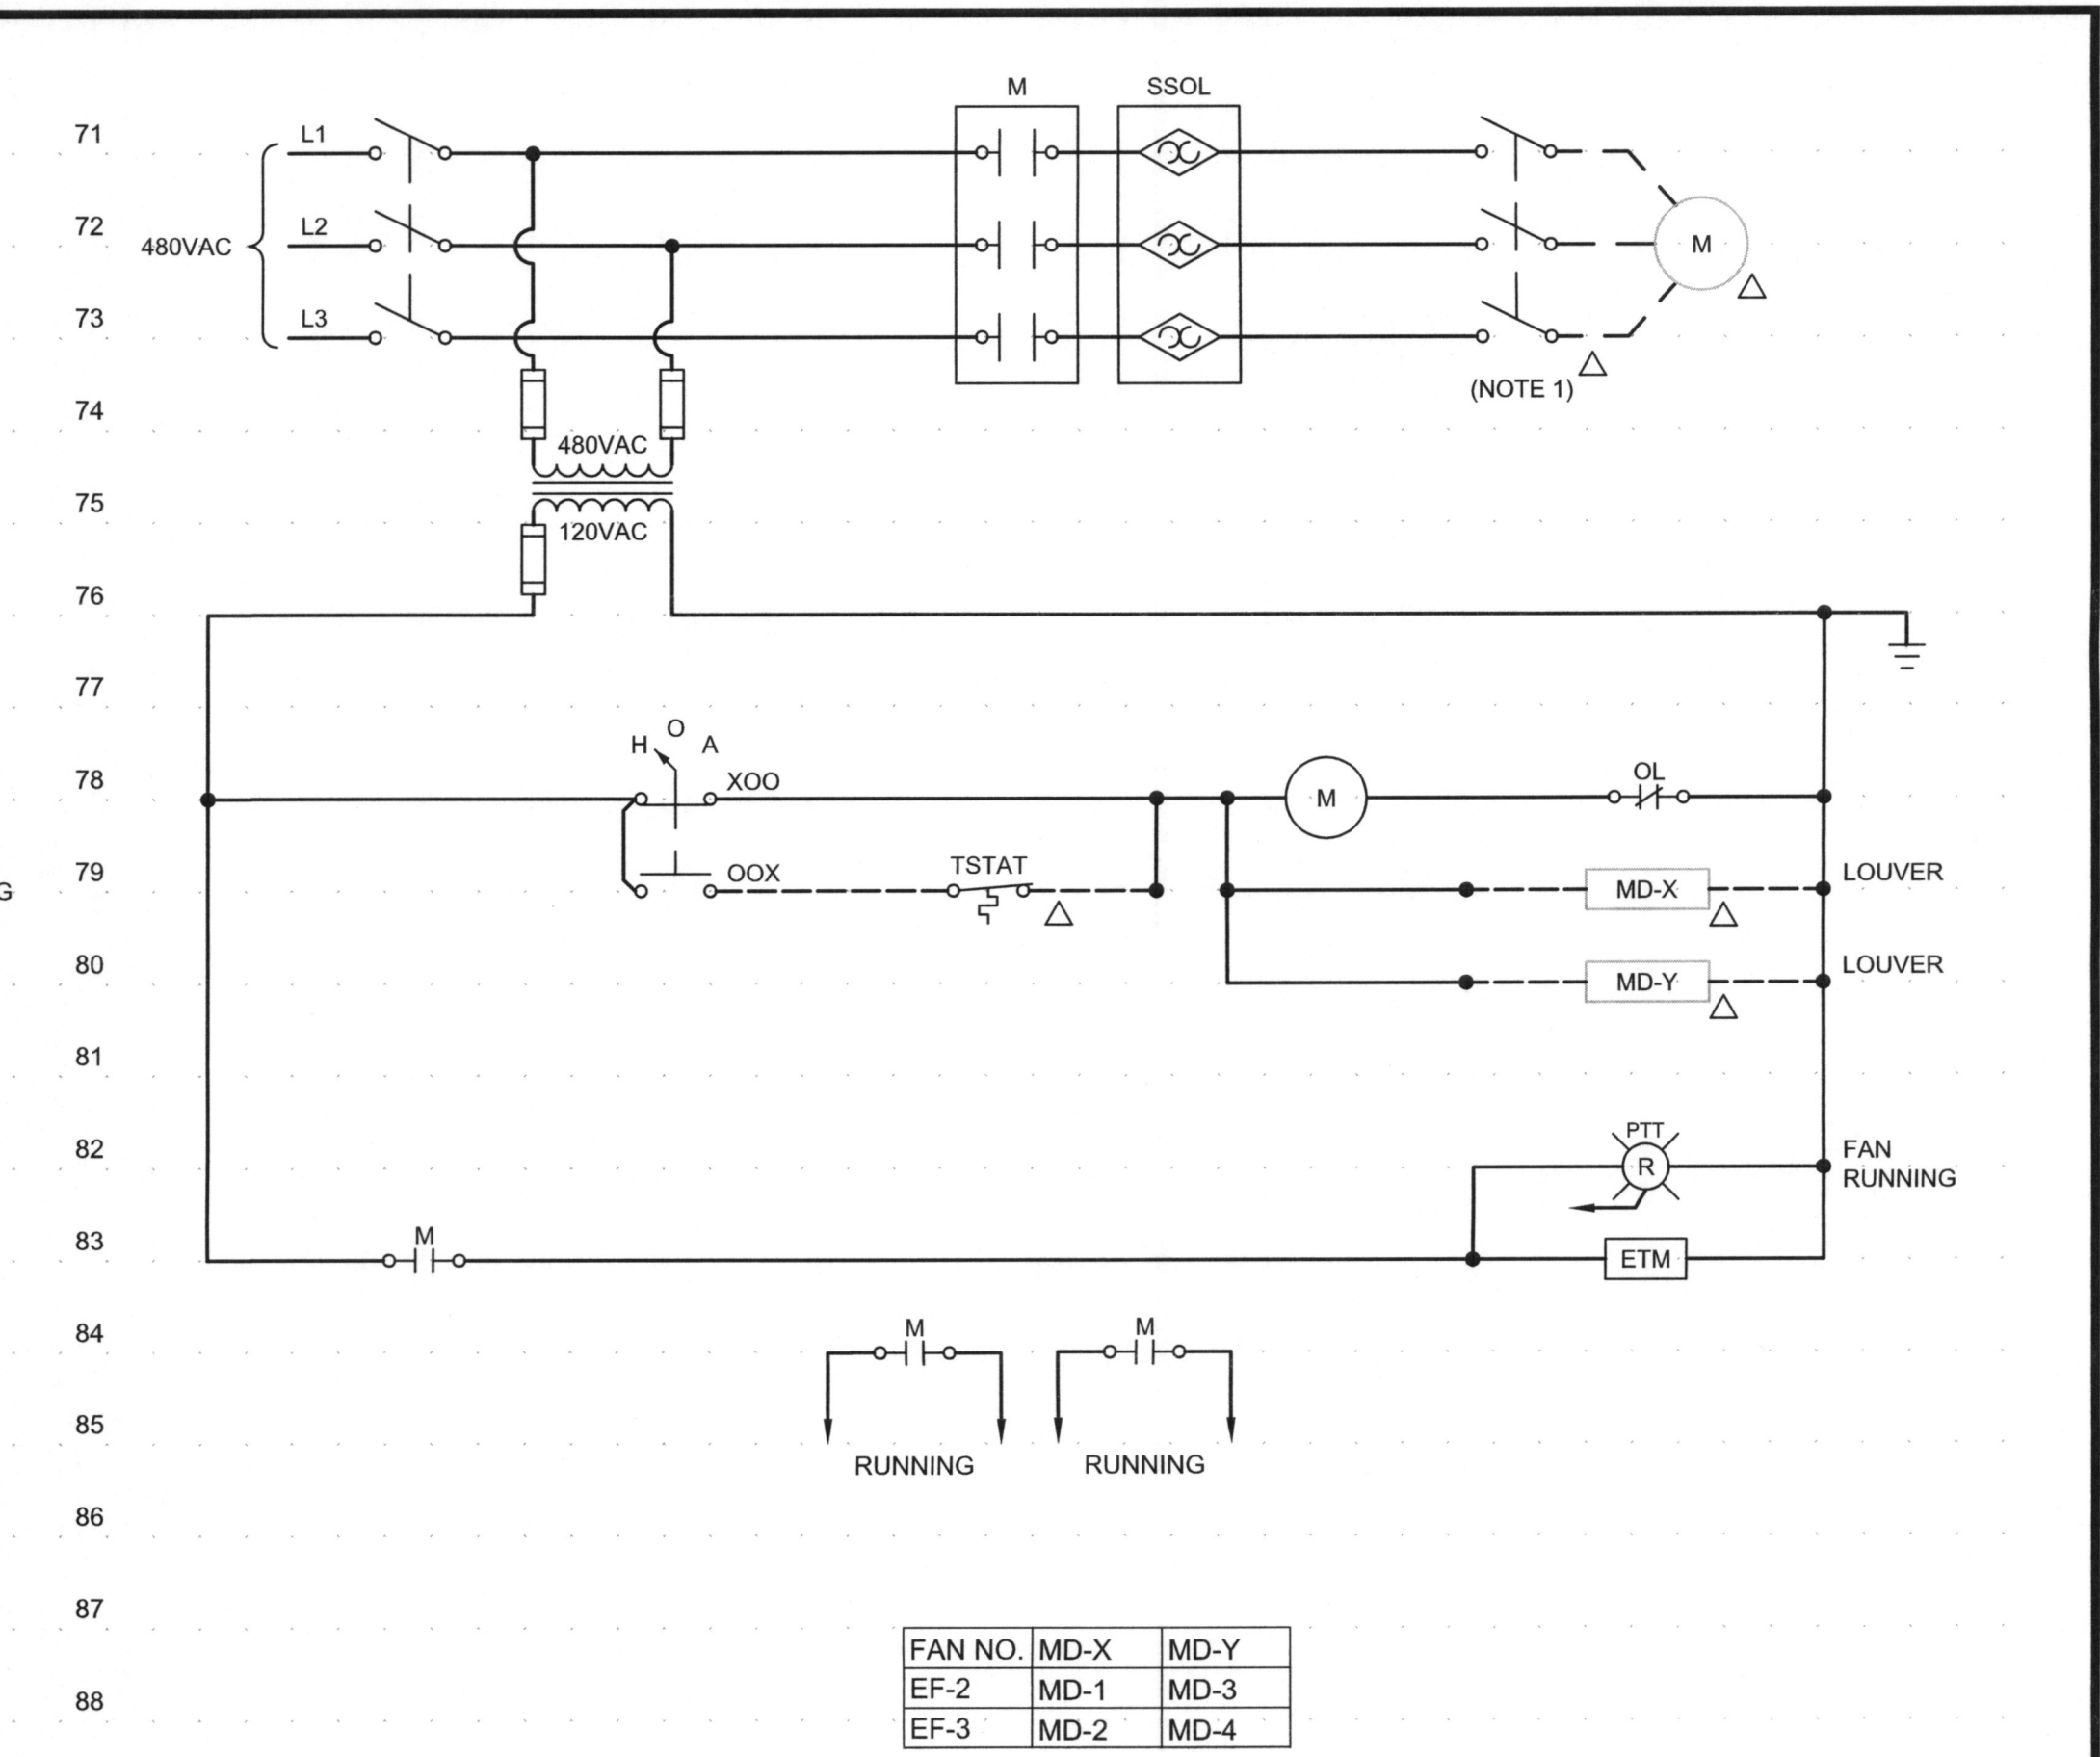 M
SSOL
71
L1
72
L2
480VAC
M
73
L3
(NOTE 1)
74
480VAC
75
120VAC
76
77
H O A
78
XOO
M
OL
79
OOX
TSTAT
MD-X
LOUVER
G
80
MD-Y
LOUVER
81
82
PTT
R
FAN
RUNNING
83
M
ETM
84
M
M
85
RUNNING
RUNNING
86
87
FAN NO. MD-X MD-Y
EF-2 MD-1 MD-3
88
EF-3 MD-2 MD-4